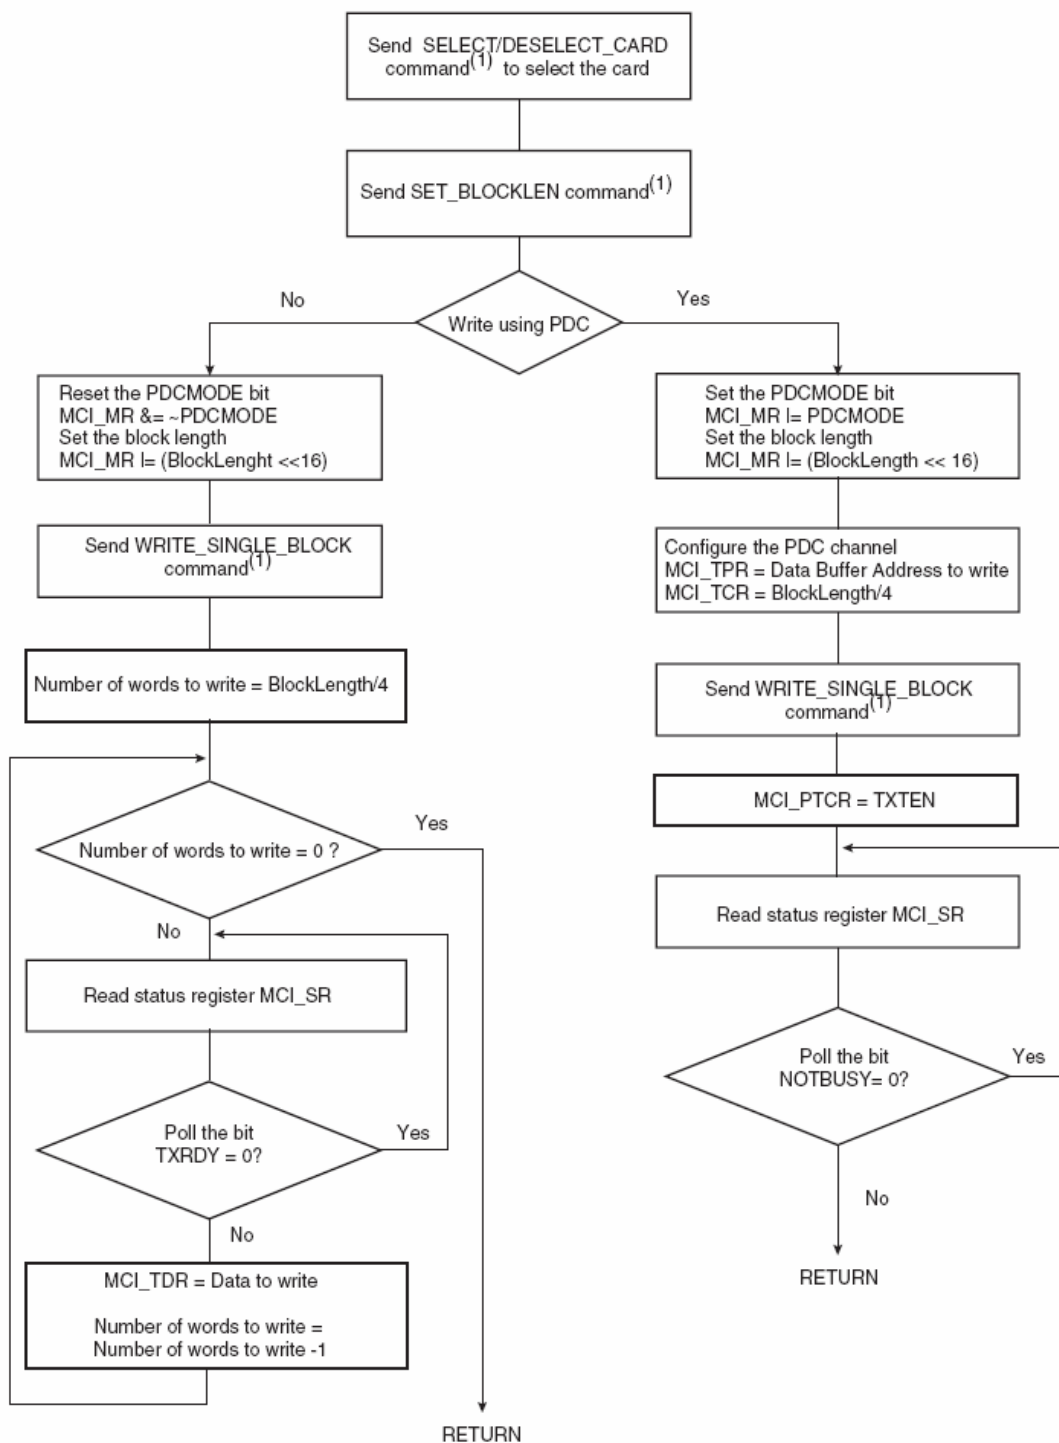 Send SELECT/DESELECT_CARD
command(1) to select the card
Send SET_BLOCKLEN command(1)
Write using PDC
No
Yes
Reset the PDCMODE bit
MCI_MR &= ~PDCMODE
Set the block length
MCI_MR |= (BlockLenght <<16)
Send WRITE_SINGLE_BLOCK
command(1)
Number of words to write = BlockLength/4
Number of words to write = 0 ?
Yes
No
Read status register MCI_SR
Poll the bit
TXRDY = 0?
Yes
No
MCI_TDR = Data to write
Number of words to write =
Number of words to write -1
RETURN
Set the PDCMODE bit
MCI_MR |= PDCMODE
Set the block length
MCI_MR |= (BlockLength << 16)
Configure the PDC channel
MCI_TPR = Data Buffer Address to write
MCI_TCR = BlockLength/4
Send WRITE_SINGLE_BLOCK
command(1)
MCI_PTCR = TXTEN
Read status register MCI_SR
Poll the bit
NOTBUSY= 0?
Yes
No
RETURN